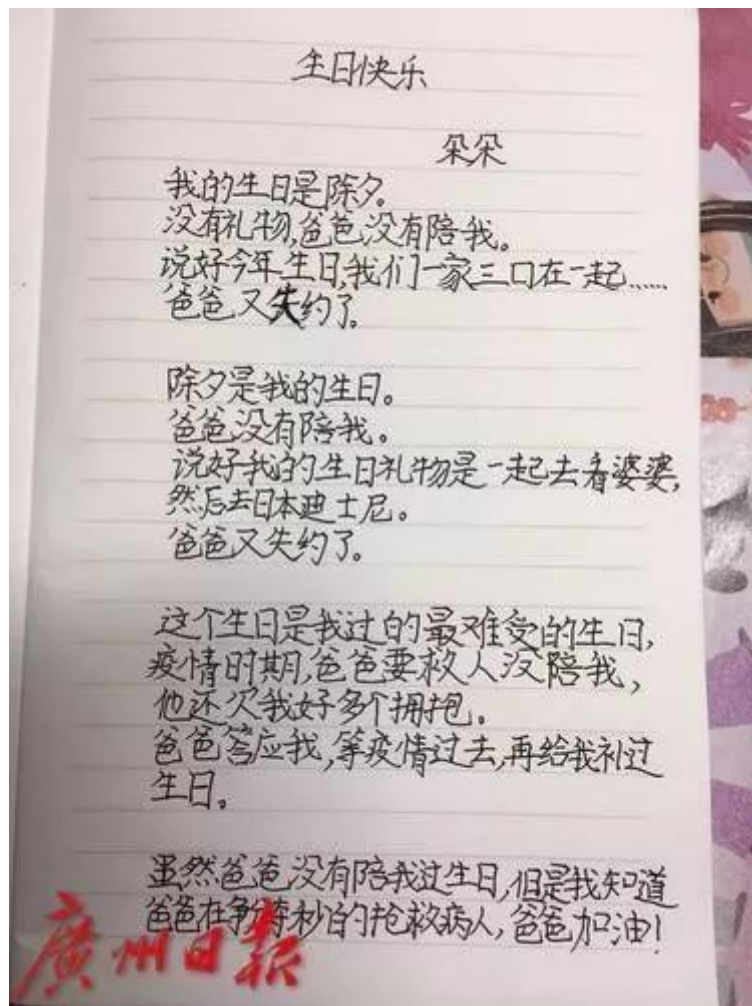 生日快乐
朵朵
我的生日是除夕。
没有礼物,爸爸没有陪我。
说好今年生日,我们一家三口在一起……
爸爸又失约了。
除夕是我的生日。
爸爸没有陪我。
说好我的生日礼物是一起去看婆婆,
然后去日本迪士尼。
爸爸又失约了。
这个生日是我过的最难受的生日,
疫情时期,爸爸要救人没陪我,
他还欠我好多个拥抱。
爸爸答应我,等疫情过去,再给我补过
生日。
虽然爸爸没有陪我过生日,但是我知道
爸爸在争分夺秒的抢救病人,爸爸加油!
廣州日報